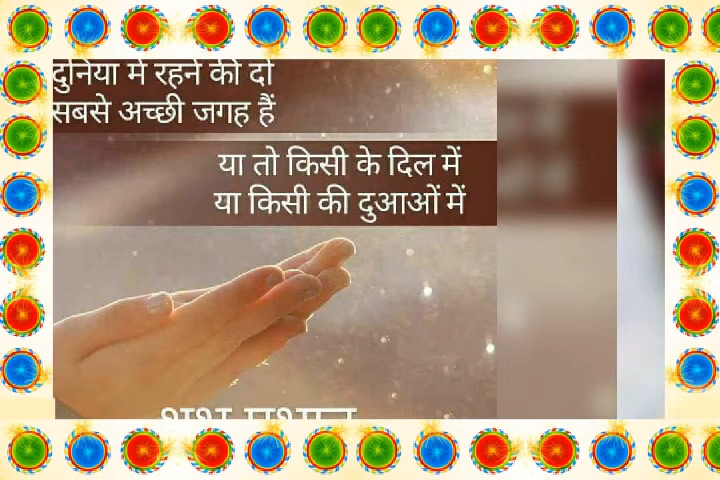 दुनिया में रहने की दो
सबसे अच्छी जगह हैं
या तो किसी के दिल में
या किसी की दुआओं में